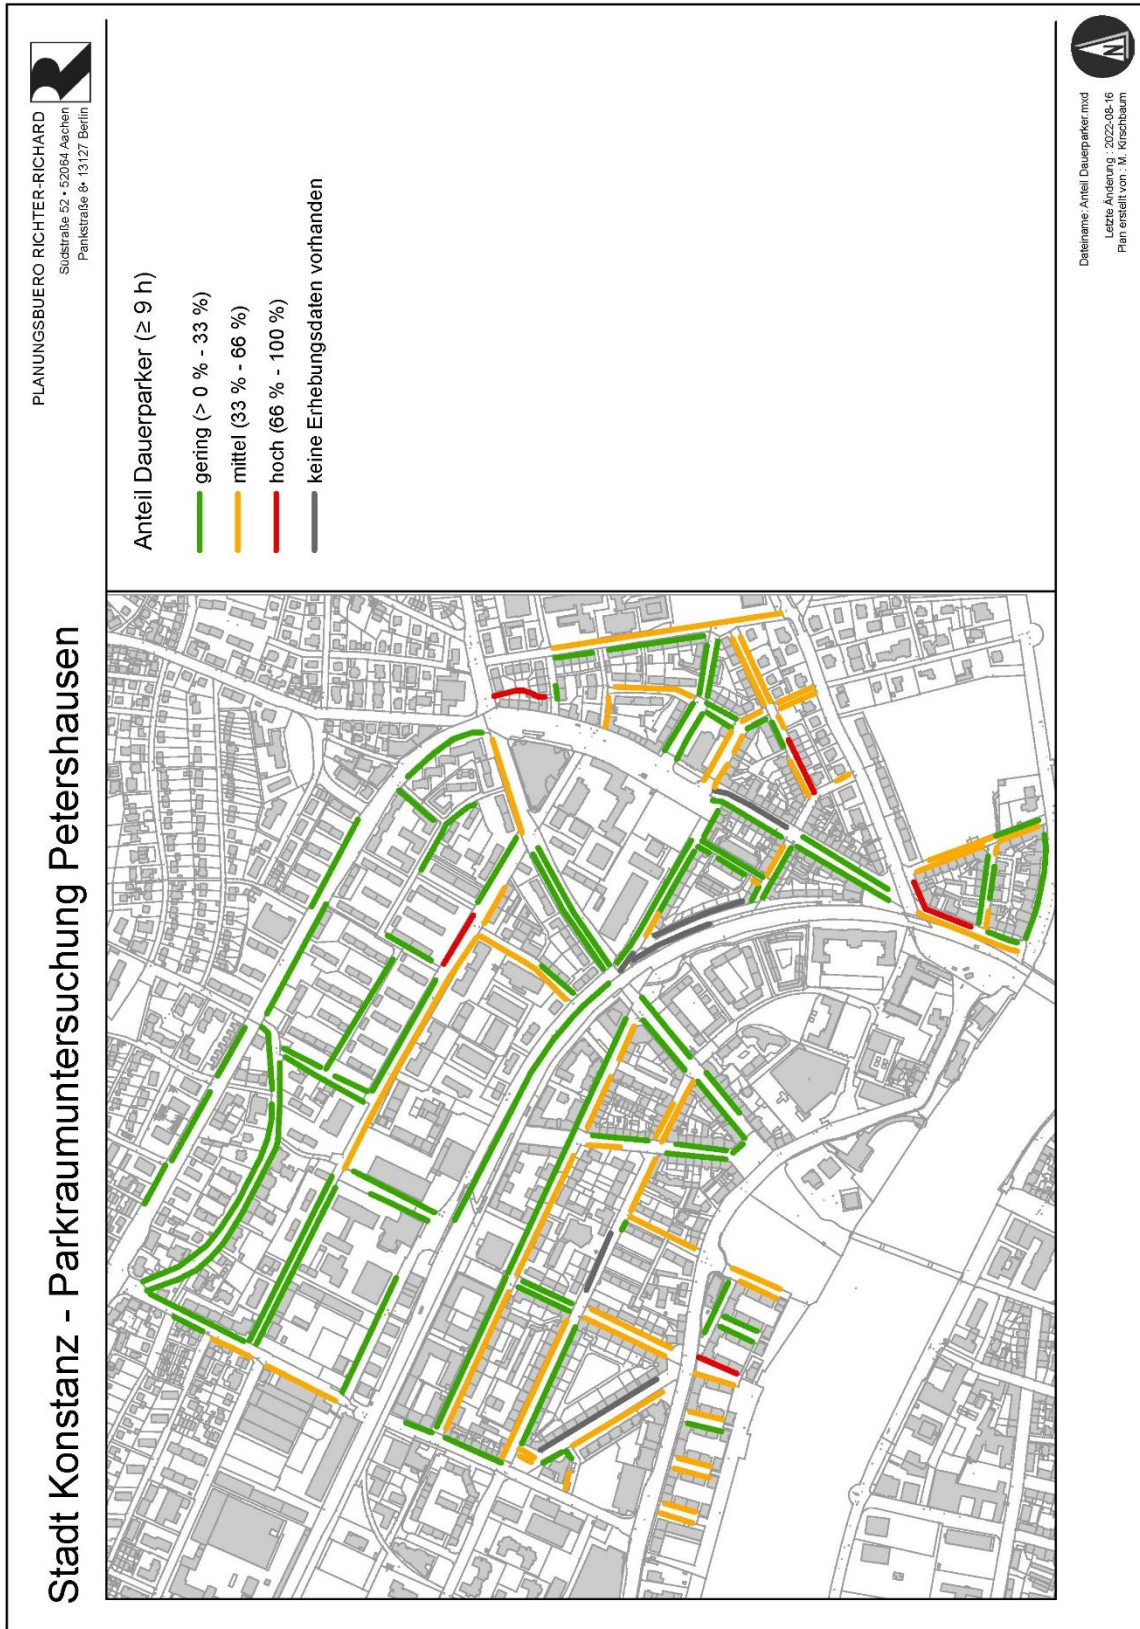 Stadt Konstanz - Parkraumuntersuchung Petershausen
PLANUNGSBUERO RICHTER-RICHARD
Südstraße 52 • 52064 Aachen
Pankstraße 8 • 13127 Berlin
Anteil Dauerparker (≥ 9 h)
gering (> 0 % - 33 %)
mittel (33 % - 66 %)
hoch (66 % - 100 %)
keine Erhebungsdaten vorhanden
N
Dateiname: Anteil Dauerparker.mxd
Letzte Änderung : 2022-08-16
Plan erstellt von : M. Kirschbaum